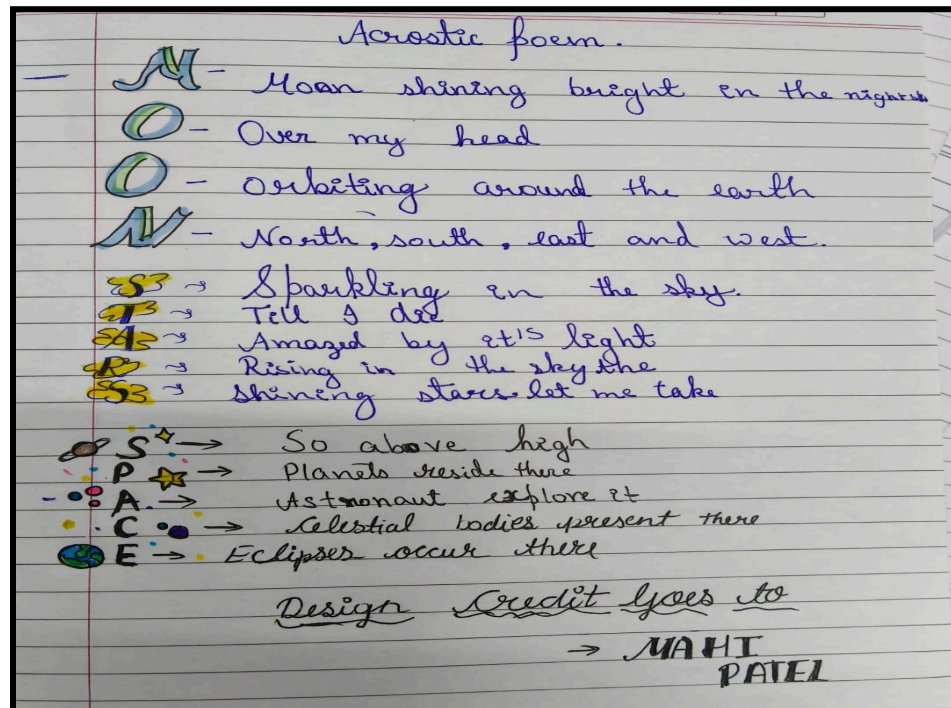 Acrostic poem.
M - Moon shining bright in the night
O - Over my head
O - Orbiting around the earth
N - North, south, east and west.
S → Sparkling in the sky.
T → Till I die
A → Amazed by it's light
R → Rising in the sky the
S → Shining stars let me take
S → So above high
P → Planets reside there
A. → Astronaut explore it
C → Celestial bodies present there
E → Eclipses occur there
Design Credit Goes to
→ MAHI
PATEL